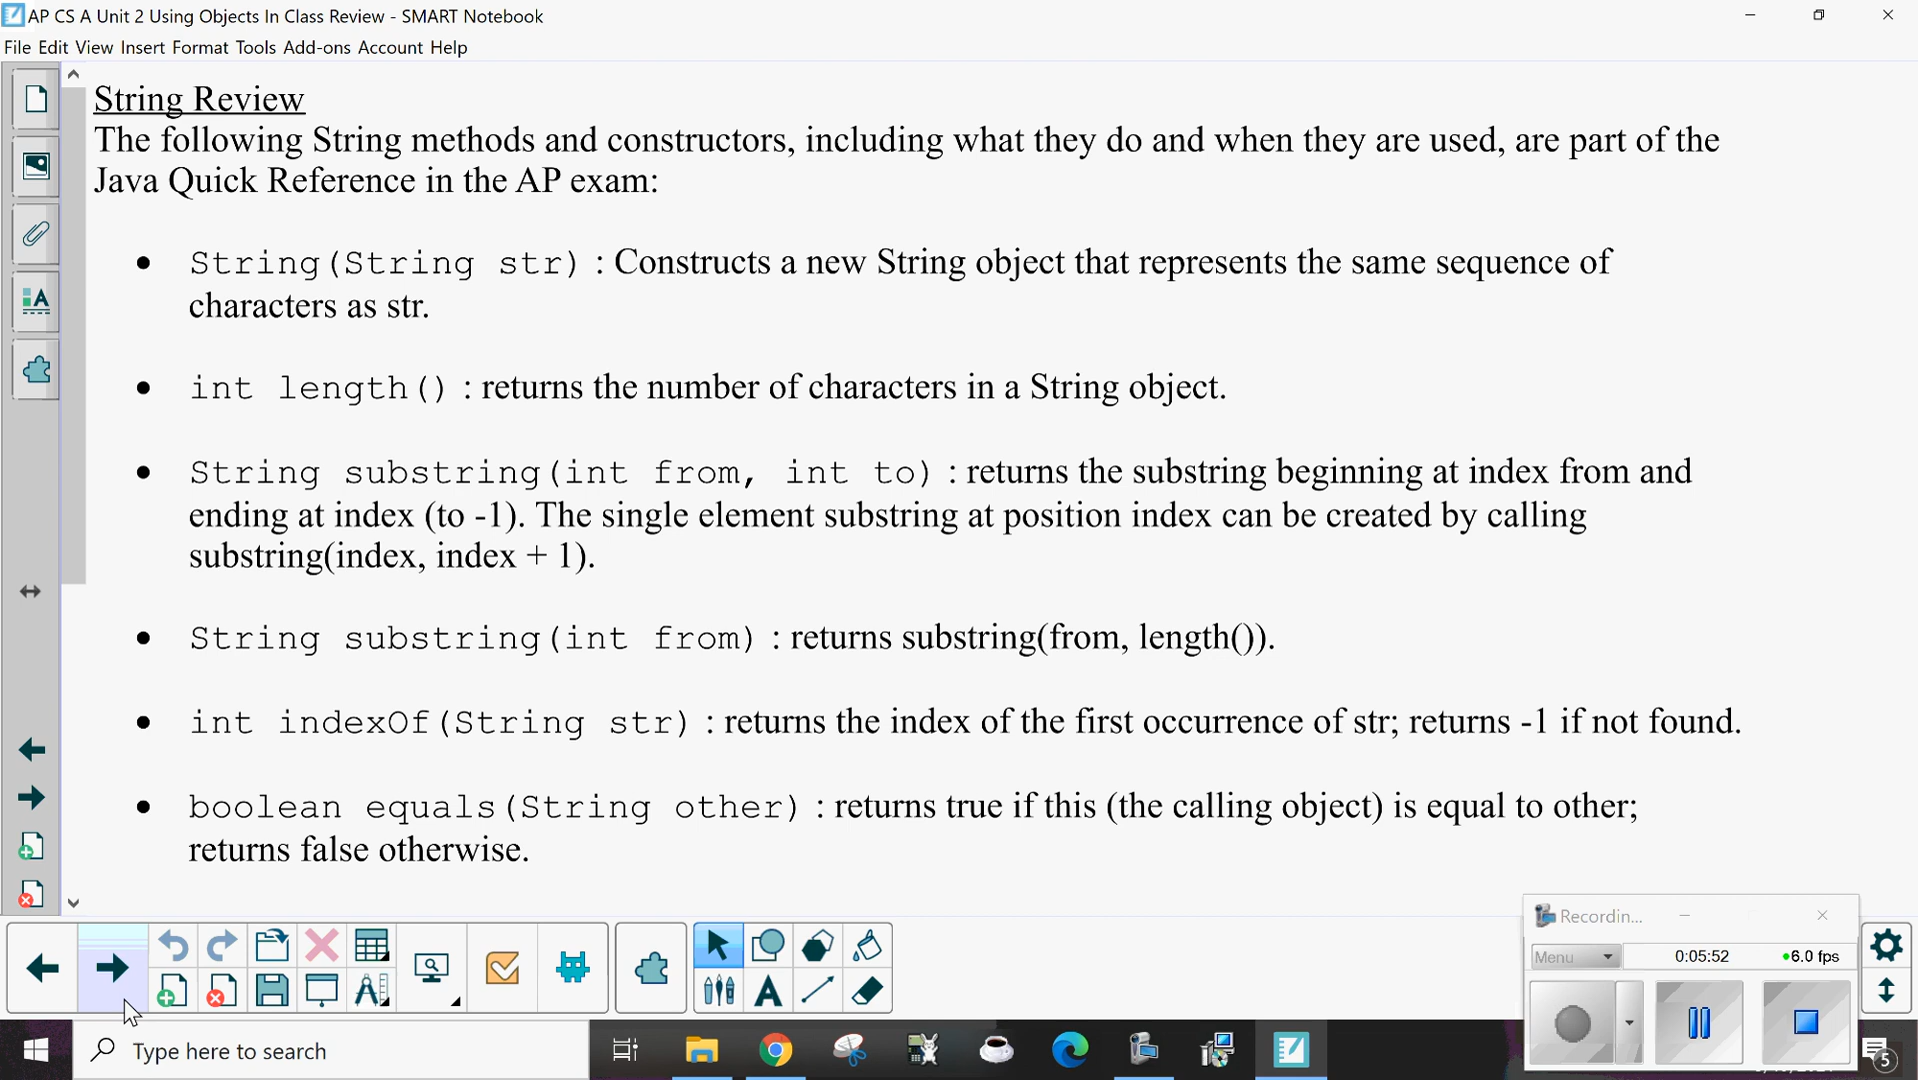 AP CS A Unit 2 Using Objects In Class Review - SMART Notebook
File Edit View Insert Format Tools Add-ons Account Help
String Review
The following String methods and constructors, including what they do and when they are used, are part of the
Java Quick Reference in the AP exam:
String(String str) : Constructs a new String object that represents the same sequence of
characters as str.
int length() : returns the number of characters in a String object.
String substring(int from, int to) : returns the substring beginning at index from and
ending at index (to -1). The single element substring at position index can be created by calling
substring(index, index + 1).
String substring(int from) : returns substring(from, length()).
int indexOf(String str) : returns the index of the first occurrence of str; returns -1 if not found.
boolean equals(String other) : returns true if this (the calling object) is equal to other;
returns false otherwise.
Recordin...
Menu
0:05:52
6.0 fps
Type here to search
5